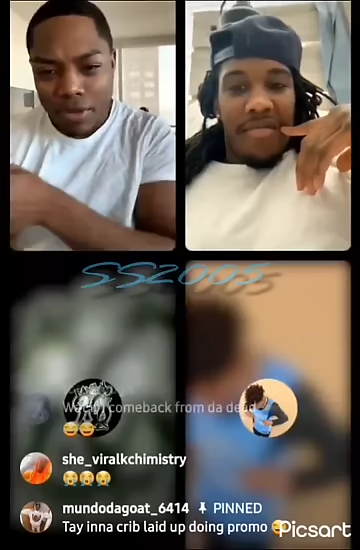 SS2005
comeback from da dead
😂😂
she_viralkchimistry
😭😭😭
mundodagoat_6414 PINNED
Tay inna crib laid up doing promo
Picsart